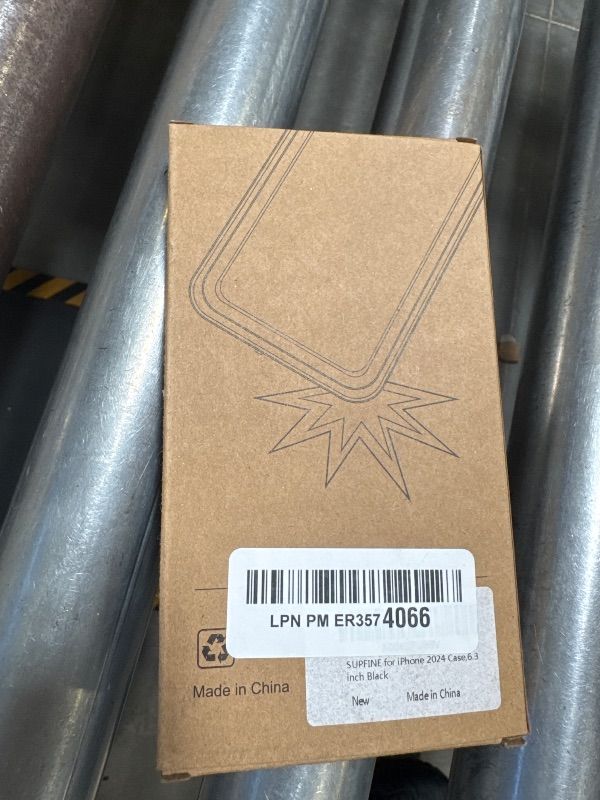 LPN PM ER3574066
SUPFINE for iPhone 2024 Case,6.3
inch Black
New Made in China
Made in China